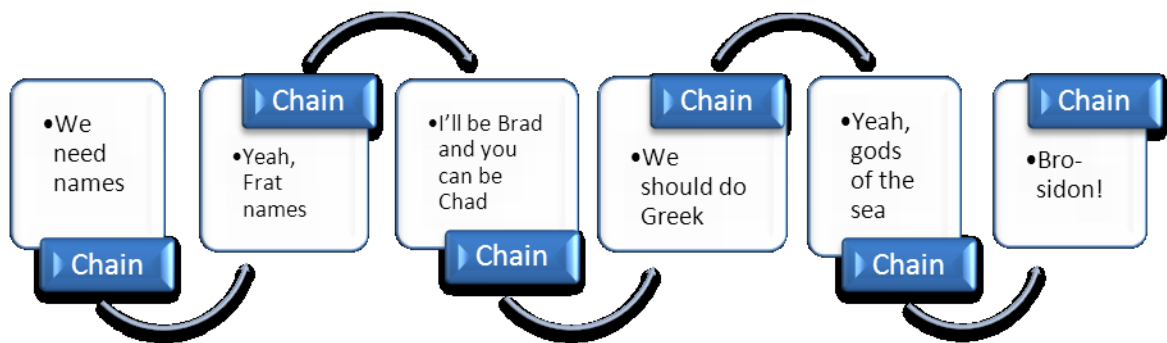 •We
need
names
Chain
Chain
•Yeah,
Frat
names
•I'll be Brad
and you
can be
Chad
Chain
Chain
•We
should do
Greek
•Yeah,
gods
of the
sea
Chain
Chain
•Bro-
sidon!